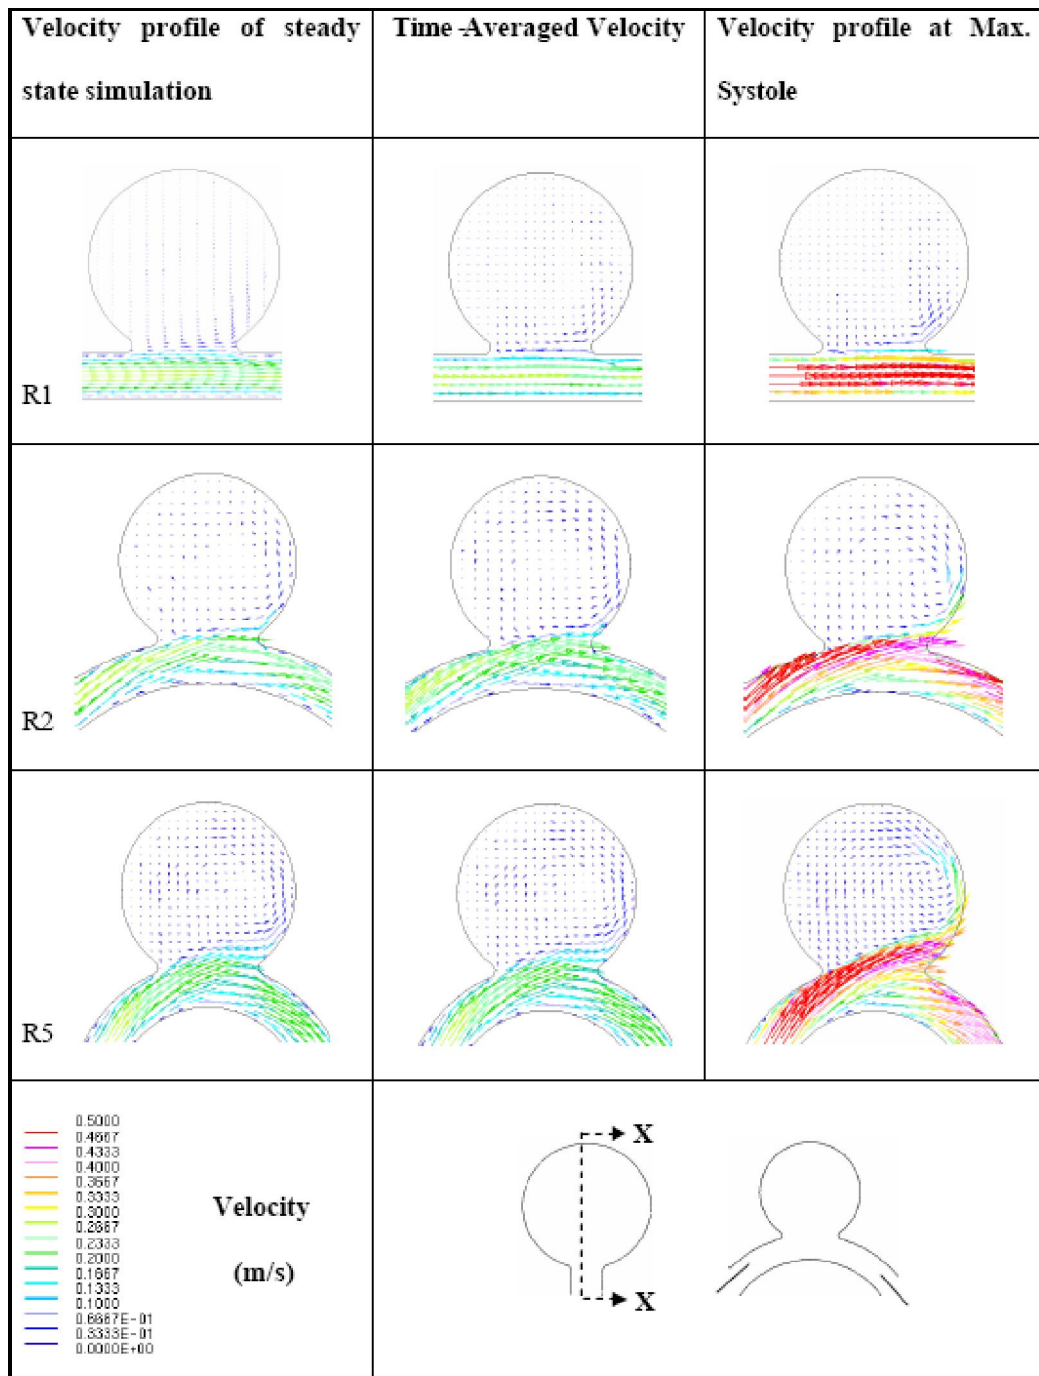 Velocity profile of steady
state simulation
Time -Averaged Velocity
Velocity profile at Max.
Systole
R1
R2
R5
0.5000
0.4667
0.4333
0.4000
0.3667
0.3333
0.3000
0.2667
0.2333
0.2000
0.1667
0.1333
0.1000
0.6667E-01
0.3333E-01
0.0000E+00
Velocity
(m/s)
X
X